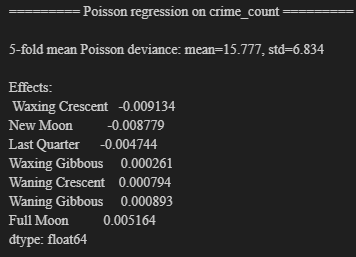 ========= Poisson regression on crime_count =========
5-fold mean Poisson deviance: mean=15.777, std=6.834
Effects:
Waxing Crescent -0.009134
New Moon -0.008779
Last Quarter -0.004744
Waxing Gibbous 0.000261
Waning Crescent 0.000794
Waning Gibbous 0.000893
Full Moon 0.005164
dtype: float64